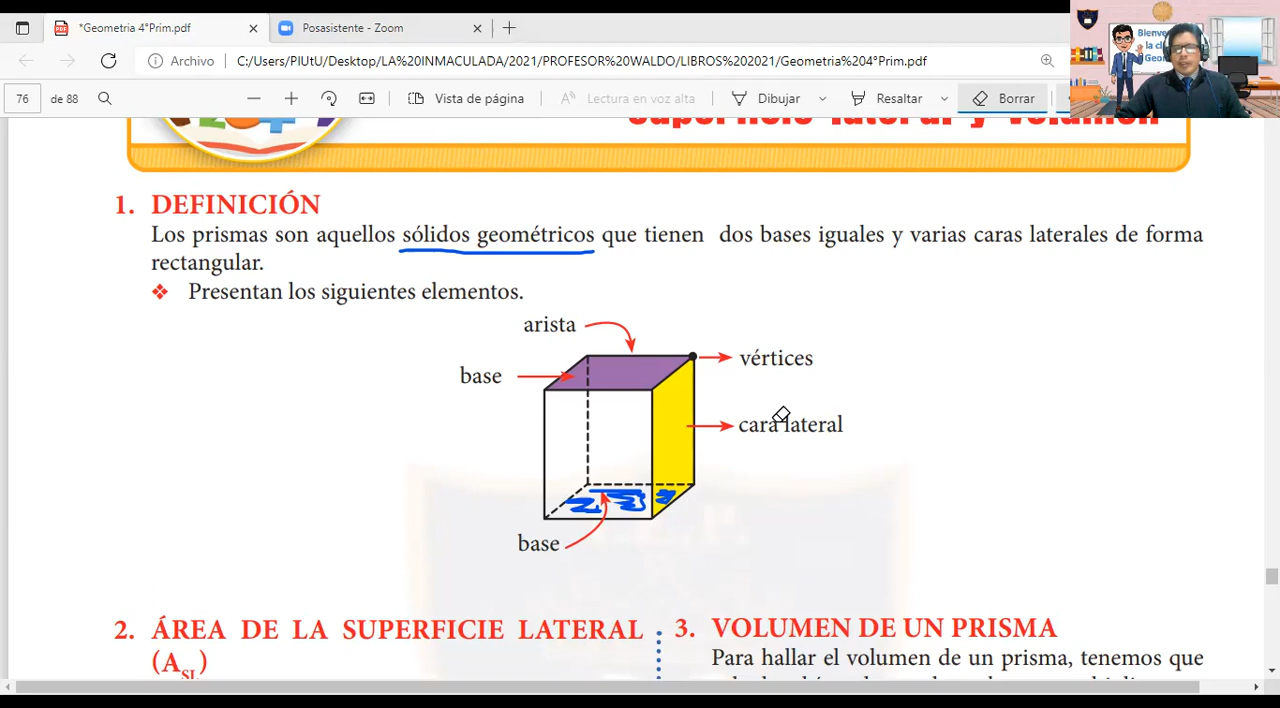 *Geometria 4°Prim.pdf
Posasistente - Zoom
Archivo
C:/Users/PIUtU/Desktop/LA%20INMACULADA/2021/PROFESOR%20WALDO/LIBROS%202021/Geometria%204°Prim.pdf
76 de 88
Vista de página
Lectura en voz alta
Dibujar
Resaltar
Borrar
superficie lateral y volumen
1. DEFINICIÓN
Los prismas son aquellos sólidos geométricos que tienen dos bases iguales y varias caras laterales de forma
rectangular.
❖ Presentan los siguientes elementos.
arista
vértices
base
cara lateral
base
2. ÁREA DE LA SUPERFICIE LATERAL
(A_SL)
3. VOLUMEN DE UN PRISMA
Para hallar el volumen de un prisma, tenemos que